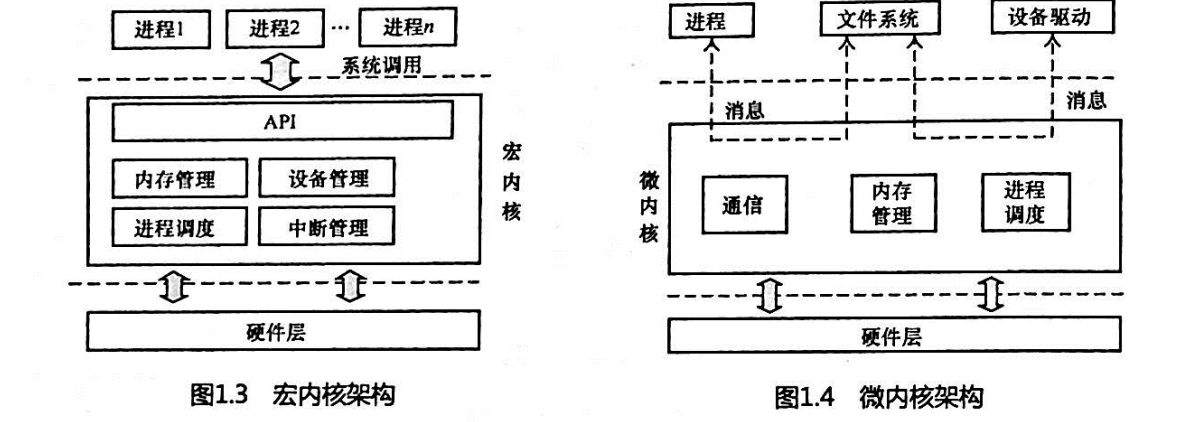 进程1 进程2 … 进程n
系统调用
API
内存管理 设备管理
进程调度 中断管理
宏内核
硬件层
图1.3 宏内核架构
进程 文件系统 设备驱动
消息 消息
微内核
通信 内存管理 进程调度
硬件层
图1.4 微内核架构